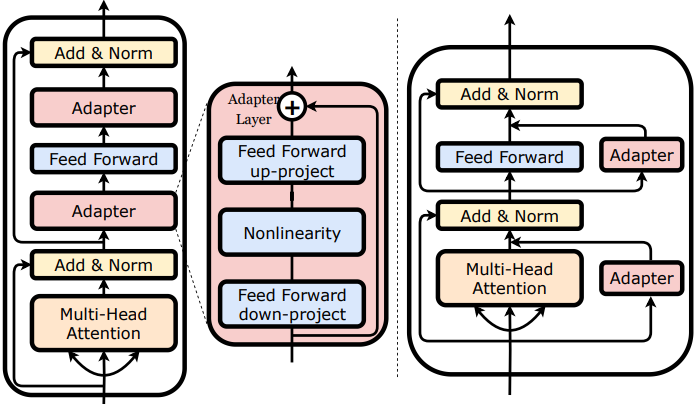 Add & Norm
Adapter
Feed Forward
Adapter
Add & Norm
Multi-Head
Attention
Adapter
Layer
+
Feed Forward
up-project
Nonlinearity
Feed Forward
down-project
Add & Norm
Feed Forward
Adapter
Add & Norm
Multi-Head
Attention
Adapter